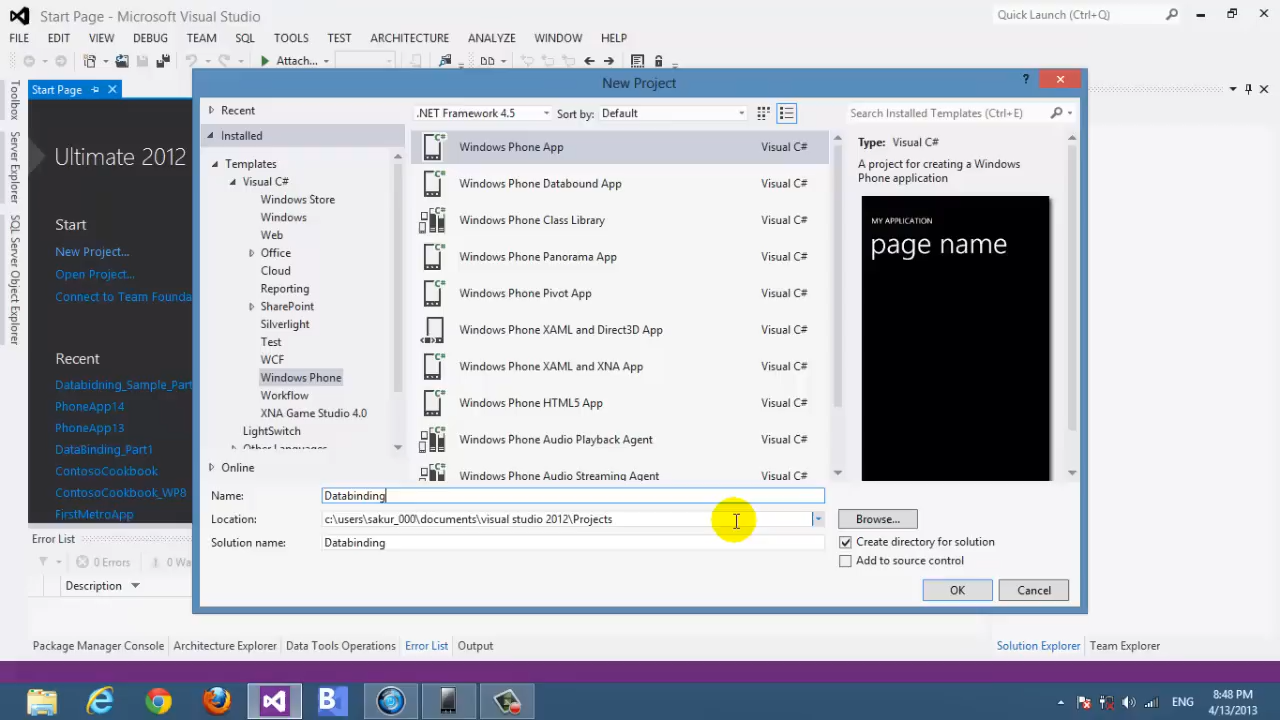 Start Page - Microsoft Visual Studio
Quick Launch (Ctrl+Q)
FILE EDIT VIEW DEBUG TEAM SQL TOOLS TEST ARCHITECTURE ANALYZE WINDOW HELP
Attach...
Toolbox
Server Explorer
SQL Server Object Explorer
Start Page
Ultimate 2012
Start
New Project...
Open Project...
Connect to Team Founda
Recent
Databidning_Sample_Part
PhoneApp14
PhoneApp13
DataBinding_Part1
ContosoCookbook
ContosoCookbook_WP8
FirstMetroApp
New Project
?
Recent
Installed
Templates
Visual C#
Windows Store
Windows
Web
Office
Cloud
Reporting
SharePoint
Silverlight
Test
WCF
Windows Phone
Workflow
XNA Game Studio 4.0
LightSwitch
Other Languages
Online
.NET Framework 4.5 Sort by: Default
Search Installed Templates (Ctrl+E)
Windows Phone App Visual C#
Windows Phone Databound App Visual C#
Windows Phone Class Library Visual C#
Windows Phone Panorama App Visual C#
Windows Phone Pivot App Visual C#
Windows Phone XAML and Direct3D App Visual C#
Windows Phone XAML and XNA App Visual C#
Windows Phone HTML5 App Visual C#
Windows Phone Audio Playback Agent Visual C#
Windows Phone Audio Streaming Agent Visual C#
Type: Visual C#
A project for creating a Windows
Phone application
MY APPLICATION
page name
Name: Databinding
Location: c:\users\sakur_000\documents\visual studio 2012\Projects
Browse...
Solution name: Databinding
Create directory for solution
Add to source control
OK Cancel
Error List
0 Errors 0 Wa
Description
Package Manager Console Architecture Explorer Data Tools Operations Error List Output
Solution Explorer Team Explorer
ENG
8:48 PM
4/13/2013